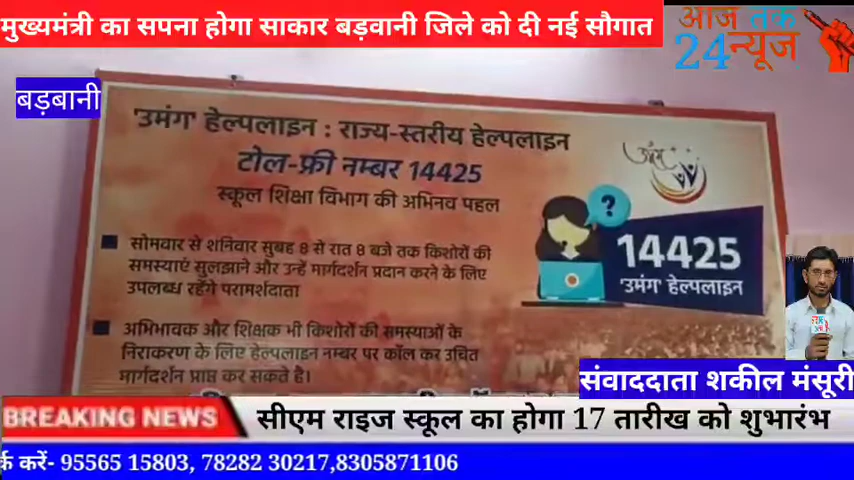 मुख्यमंत्री का सपना होगा साकार बड़वानी जिले को दी नई सौगात
आज तक
24न्यूज
बड़बानी
'उमंग' हेल्पलाइन : राज्य-स्तरीय हेल्पलाइन
टोल-फ्री नम्बर 14425
स्कूल शिक्षा विभाग की अभिनव पहल
उमंग
?
सोमवार से शनिवार सुबह 8 से रात 8 बजे तक किशोरों की
समस्याएं सुलझाने और उन्हें मार्गदर्शन प्रदान करने के लिए
उपलब्ध रहेंगे परामर्शदाता
14425
'उमंग' हेल्पलाइन
अभिभावक और शिक्षक भी किशोरों की समस्याओं के
निराकरण के लिए हेल्पलाइन नम्बर पर कॉल कर उचित
मार्गदर्शन प्राप्त कर सकते है।
संवाददाता शकील मंसूरी
BREAKING NEWS
सीएम राइज स्कूल का होगा 17 तारीख को शुभारंभ
र्क करें- 95565 15803, 78282 30217,8305871106